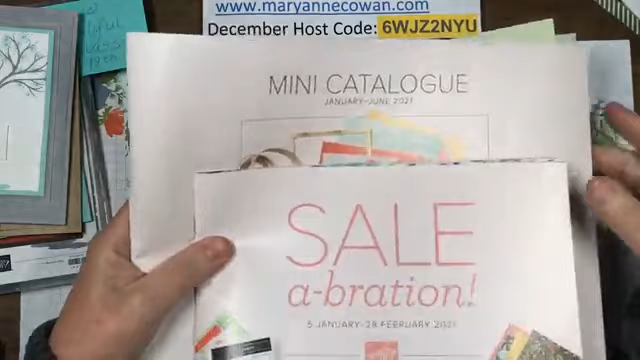 www.maryannecowan.com
December Host Code: 6WJZ2NYU
MINI CATALOGUE
JANUARY–JUNE 2021
SALE
a-bration!
5 JANUARY–28 FEBRUARY 2021